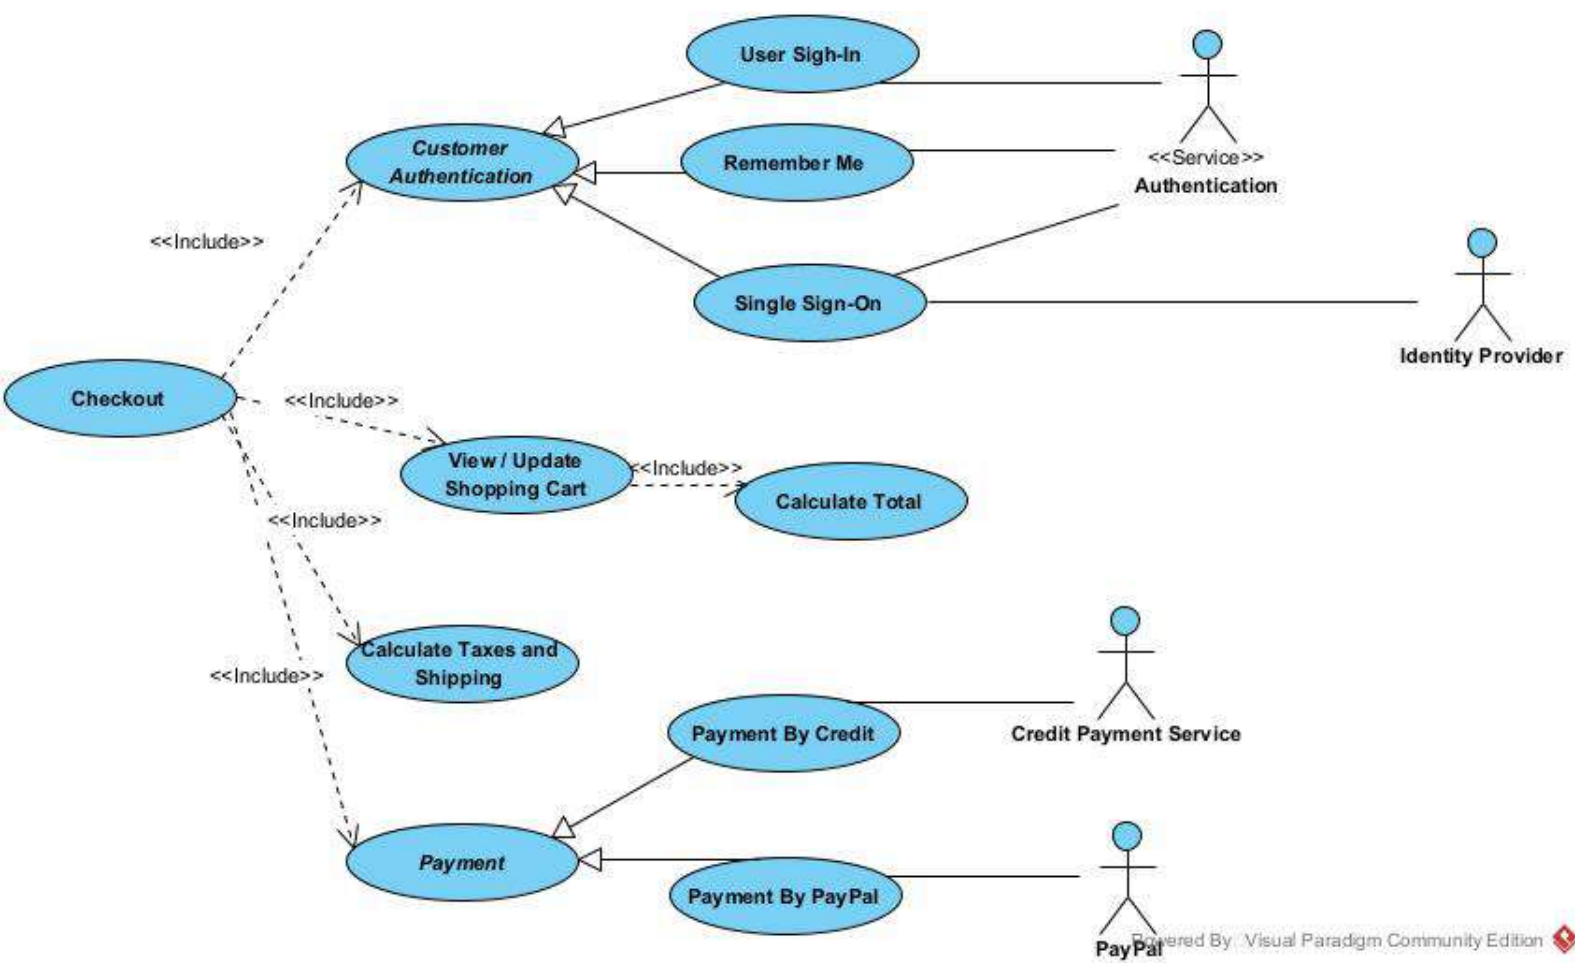 User Sigh-In
Customer
Authentication
Remember Me
<<Service>>
Authentication
<<Include>>
Single Sign-On
Identity Provider
Checkout
<<Include>>
View / Update
Shopping Cart
<<Include>>
Calculate Total
<<Include>>
Calculate Taxes and
Shipping
<<Include>>
Payment By Credit
Credit Payment Service
Payment
Payment By PayPal
PayPal
Powered By Visual Paradigm Community Edition